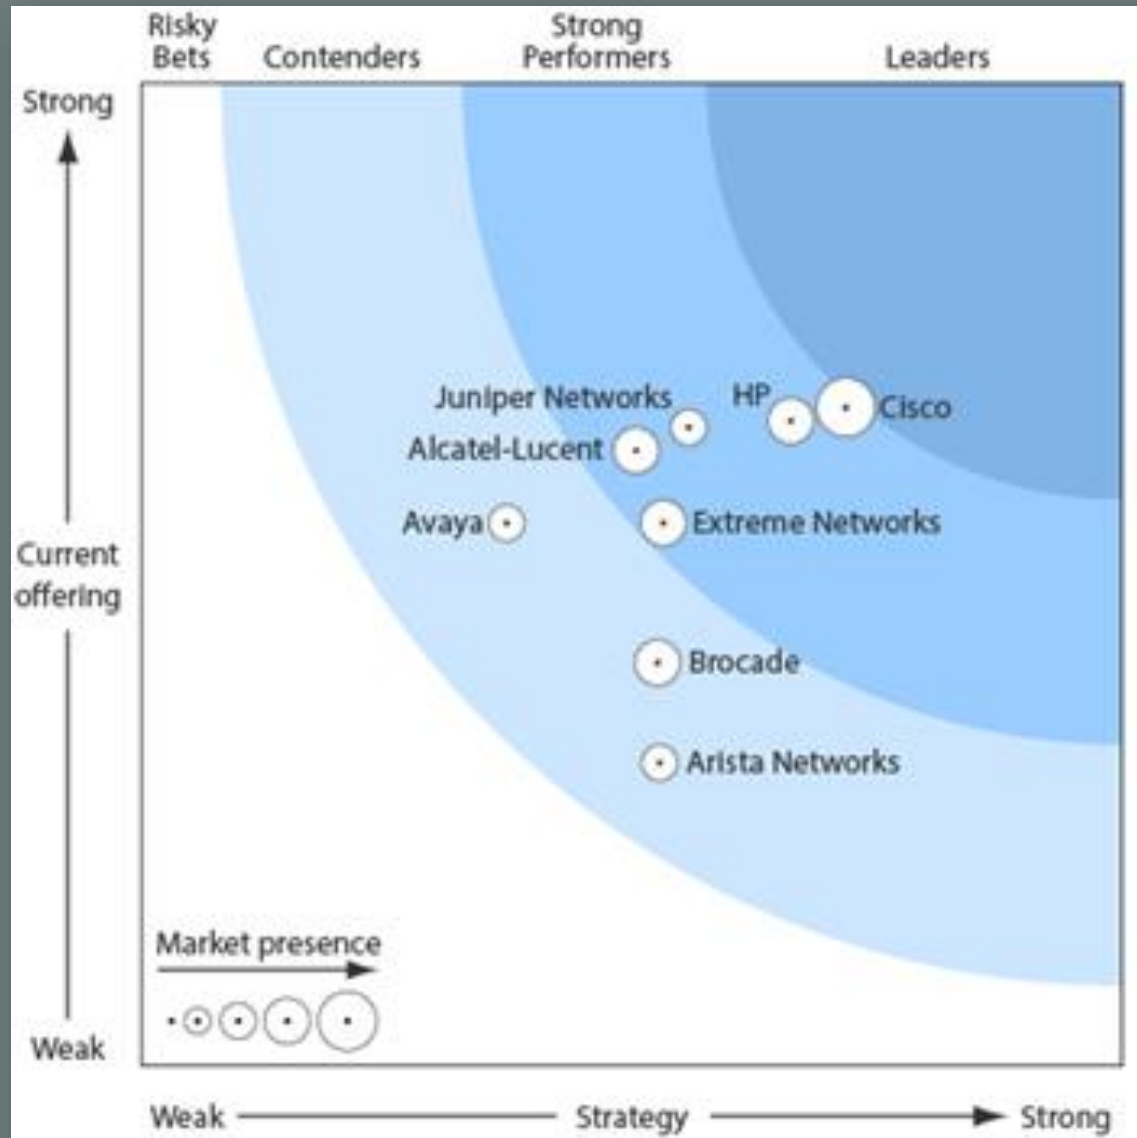 Risky
Bets
Contenders
Strong
Performers
Leaders
Strong
Current
offering
Weak
Juniper Networks
HP
Cisco
Alcatel-Lucent
Avaya
Extreme Networks
Brocade
Arista Networks
Market presence
Weak
Strategy
Strong